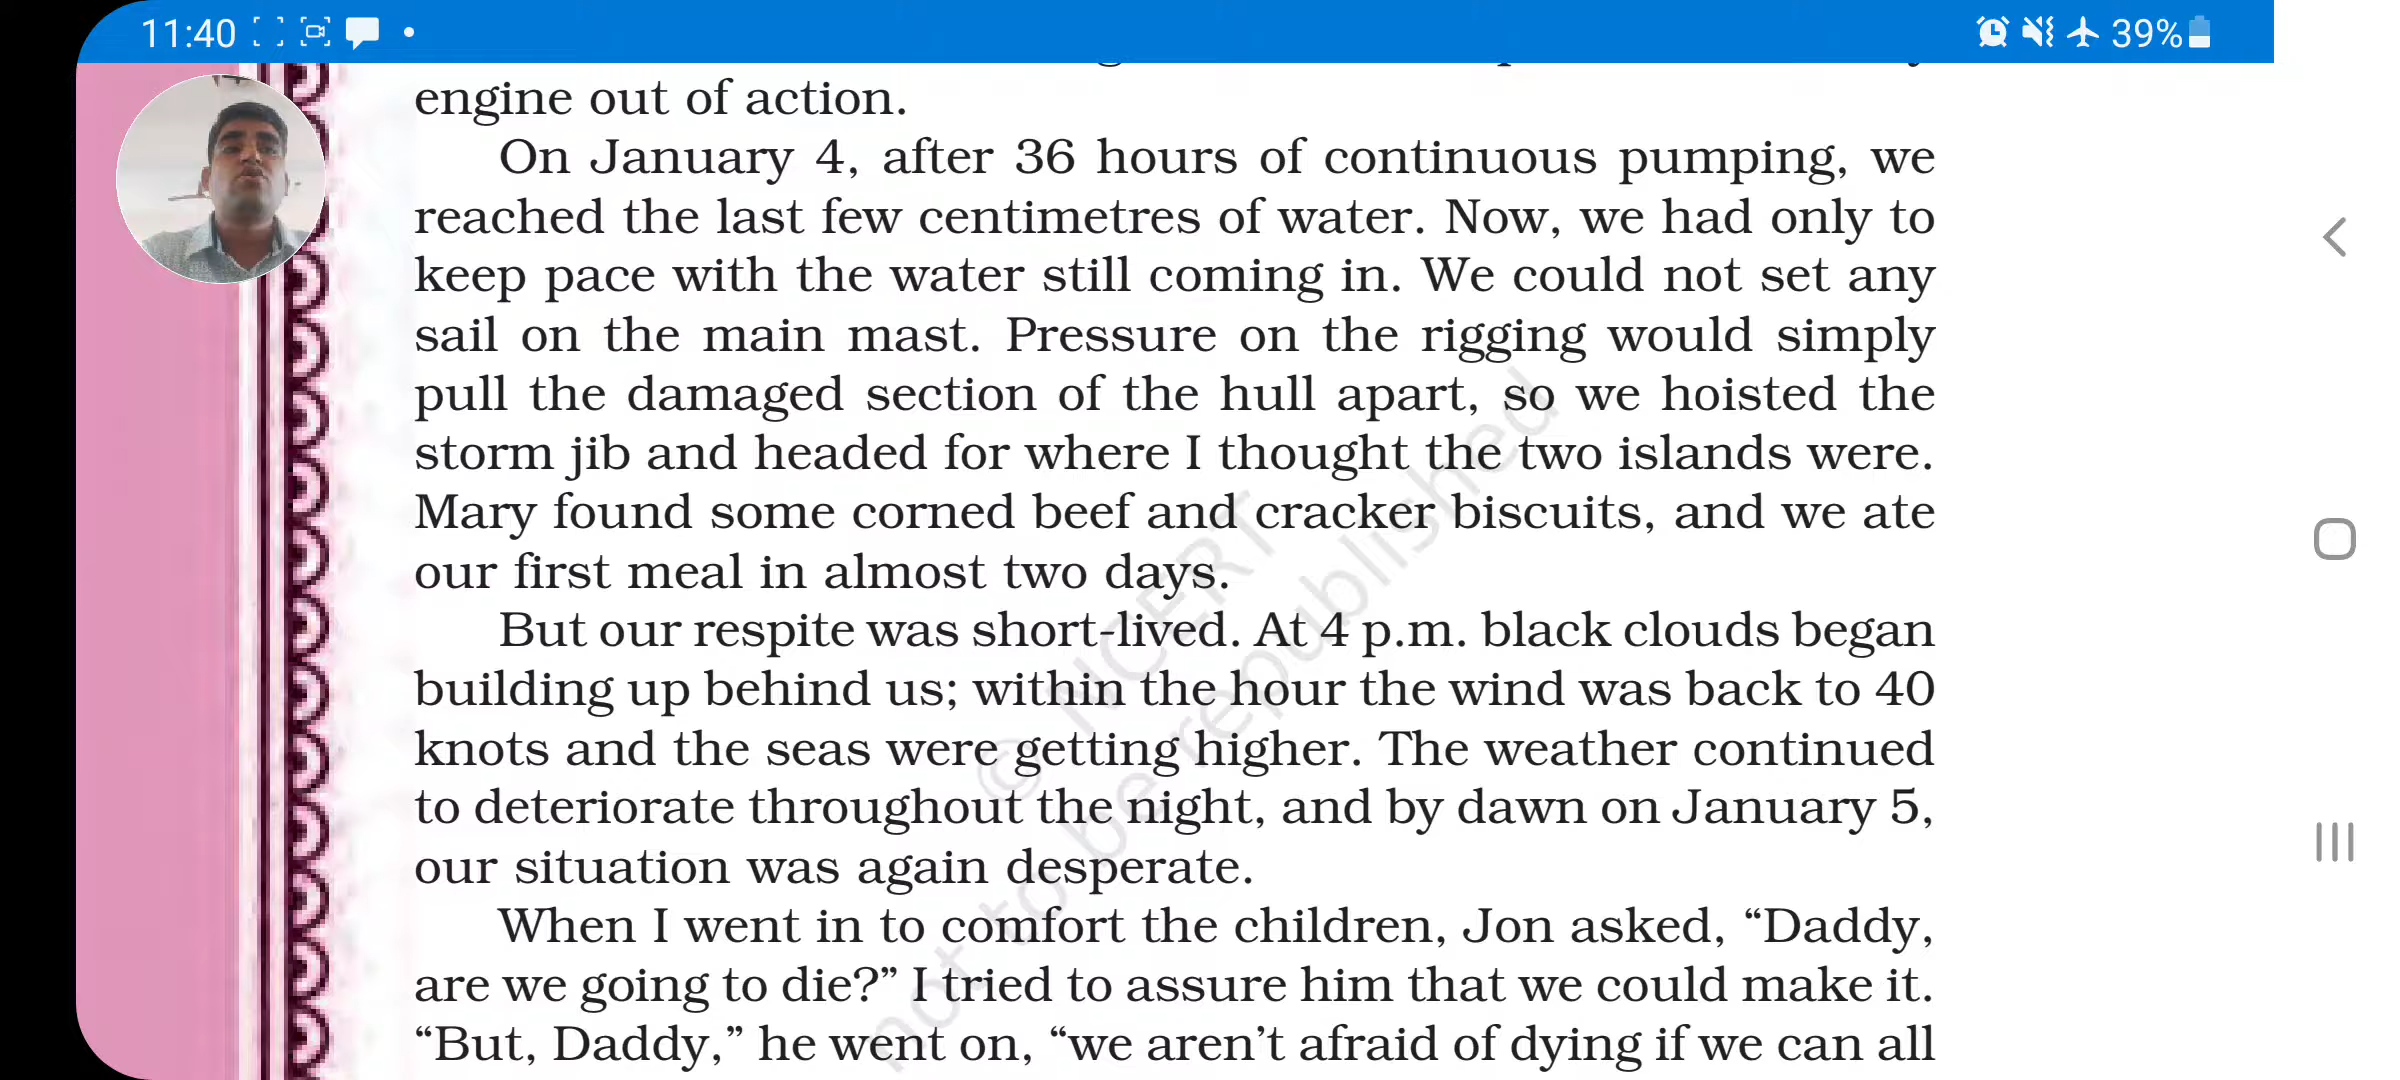 11:40
39%
engine out of action.
On January 4, after 36 hours of continuous pumping, we
reached the last few centimetres of water. Now, we had only to
keep pace with the water still coming in. We could not set any
sail on the main mast. Pressure on the rigging would simply
pull the damaged section of the hull apart, so we hoisted the
storm jib and headed for where I thought the two islands were.
Mary found some corned beef and cracker biscuits, and we ate
our first meal in almost two days.
But our respite was short-lived. At 4 p.m. black clouds began
building up behind us; within the hour the wind was back to 40
knots and the seas were getting higher. The weather continued
to deteriorate throughout the night, and by dawn on January 5,
our situation was again desperate.
When I went in to comfort the children, Jon asked, “Daddy,
are we going to die?” I tried to assure him that we could make it.
“But, Daddy,” he went on, “we aren’t afraid of dying if we can all
© NCERT
not to be republished